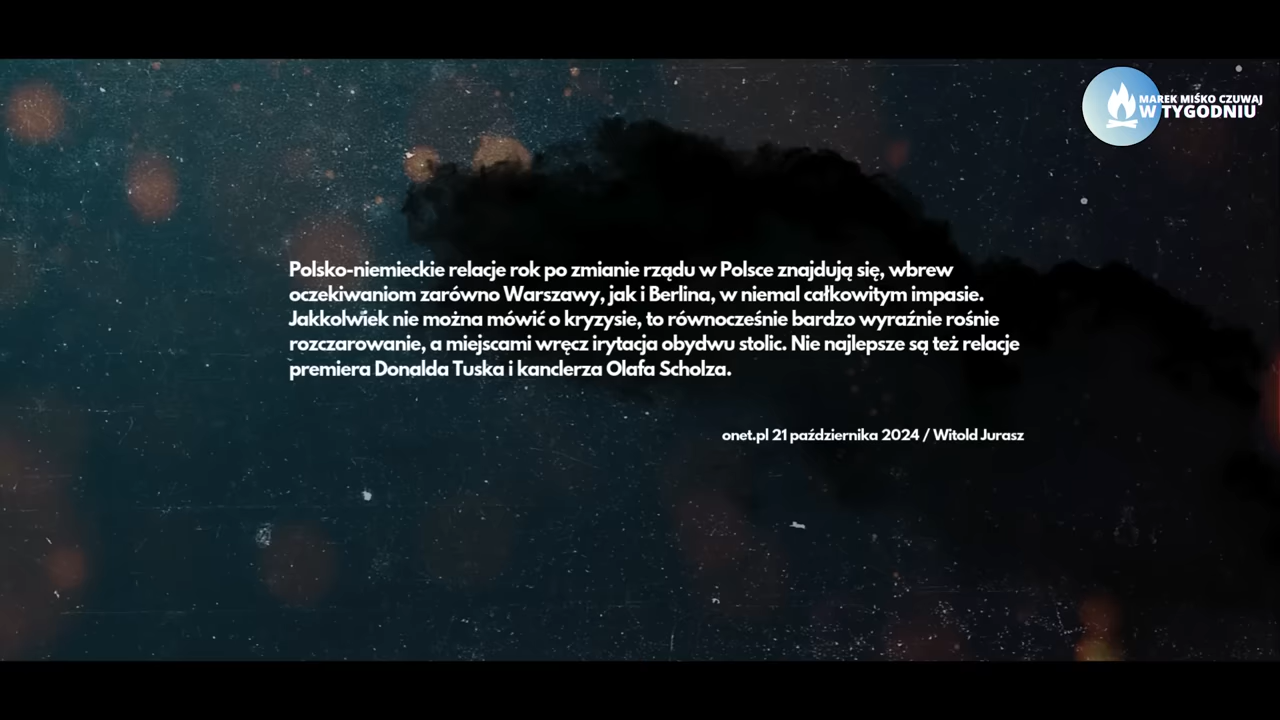 MAREK MIŚKO CZUWAJ
W TYGODNIU
Polsko-niemieckie relacje rok po zmianie rządu w Polsce znajdują się, wbrew
oczekiwaniom zarówno Warszawy, jak i Berlina, w niemal całkowitym impasie.
Jakkolwiek nie można mówić o kryzysie, to równocześnie bardzo wyraźnie rośnie
rozczarowanie, a miejscami wręcz irytacja obydwu stolic. Nie najlepsze są też relacje
premiera Donalda Tuska i kanclerza Olafa Scholza.
onet.pl 21 października 2024 / Witold Jurasz